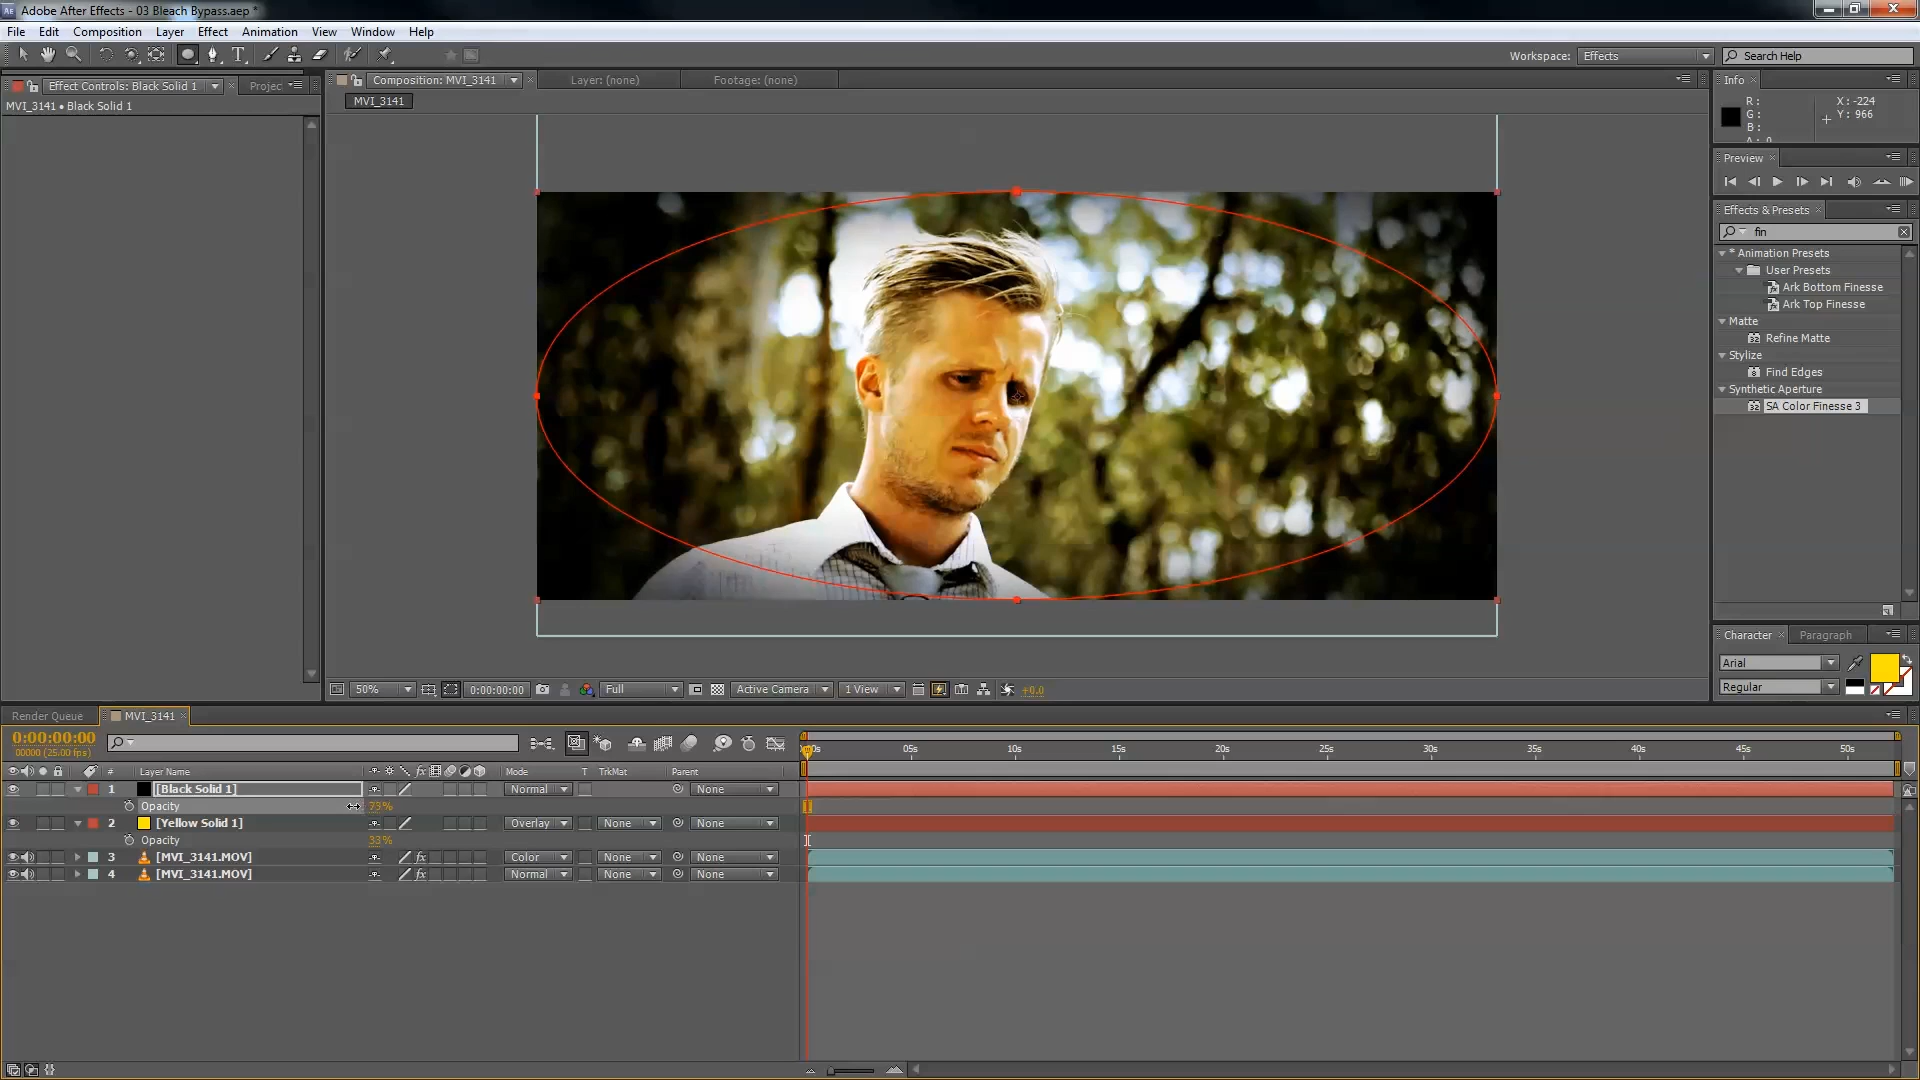 Adobe After Effects - 03 Bleach Bypass.aep *
File Edit Composition Layer Effect Animation View Window Help
Workspace: Effects Search Help
Effect Controls: Black Solid 1 Projec
MVI_3141 • Black Solid 1
Composition: MVI_3141 Layer: (none) Footage: (none)
MVI_3141
Info
R: X: -224
G: Y: 966
B:
A: 0
Preview
Effects & Presets
fin
* Animation Presets
User Presets
Ark Bottom Finesse
Ark Top Finesse
Matte
Refine Matte
Stylize
Find Edges
Synthetic Aperture
SA Color Finesse 3
Character Paragraph
Arial
Regular
50% 0:00:00:00 Full Active Camera 1 View +0.0
Render Queue MVI_3141
0:00:00:00
00000 (25.00 fps)
# Layer Name Mode T TrkMat Parent
1 [Black Solid 1] Normal None
Opacity 73%
2 [Yellow Solid 1] Overlay None None
Opacity 33%
3 [MVI_3141.MOV] Color None None
4 [MVI_3141.MOV] Normal None None
05s 10s 15s 20s 25s 30s 35s 40s 45s 50s